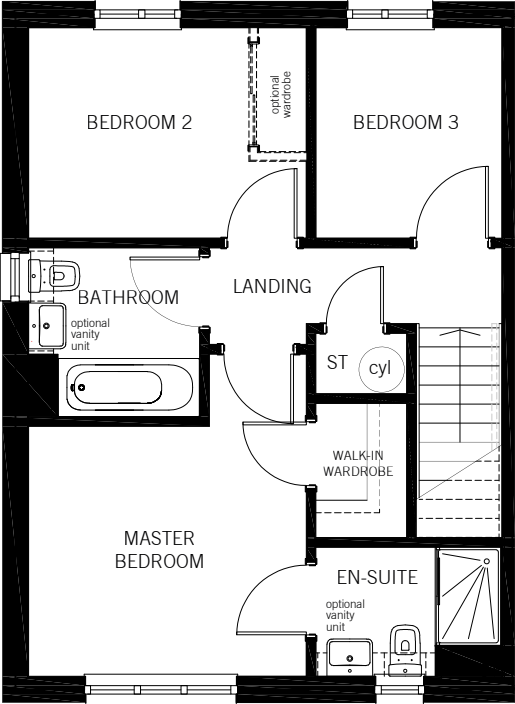 optional
wardrobe
BEDROOM 2
BEDROOM 3
LANDING
BATHROOM
optional
vanity
unit
ST
cyl
WALK-IN
WARDROBE
MASTER
BEDROOM
EN-SUITE
optional
vanity
unit